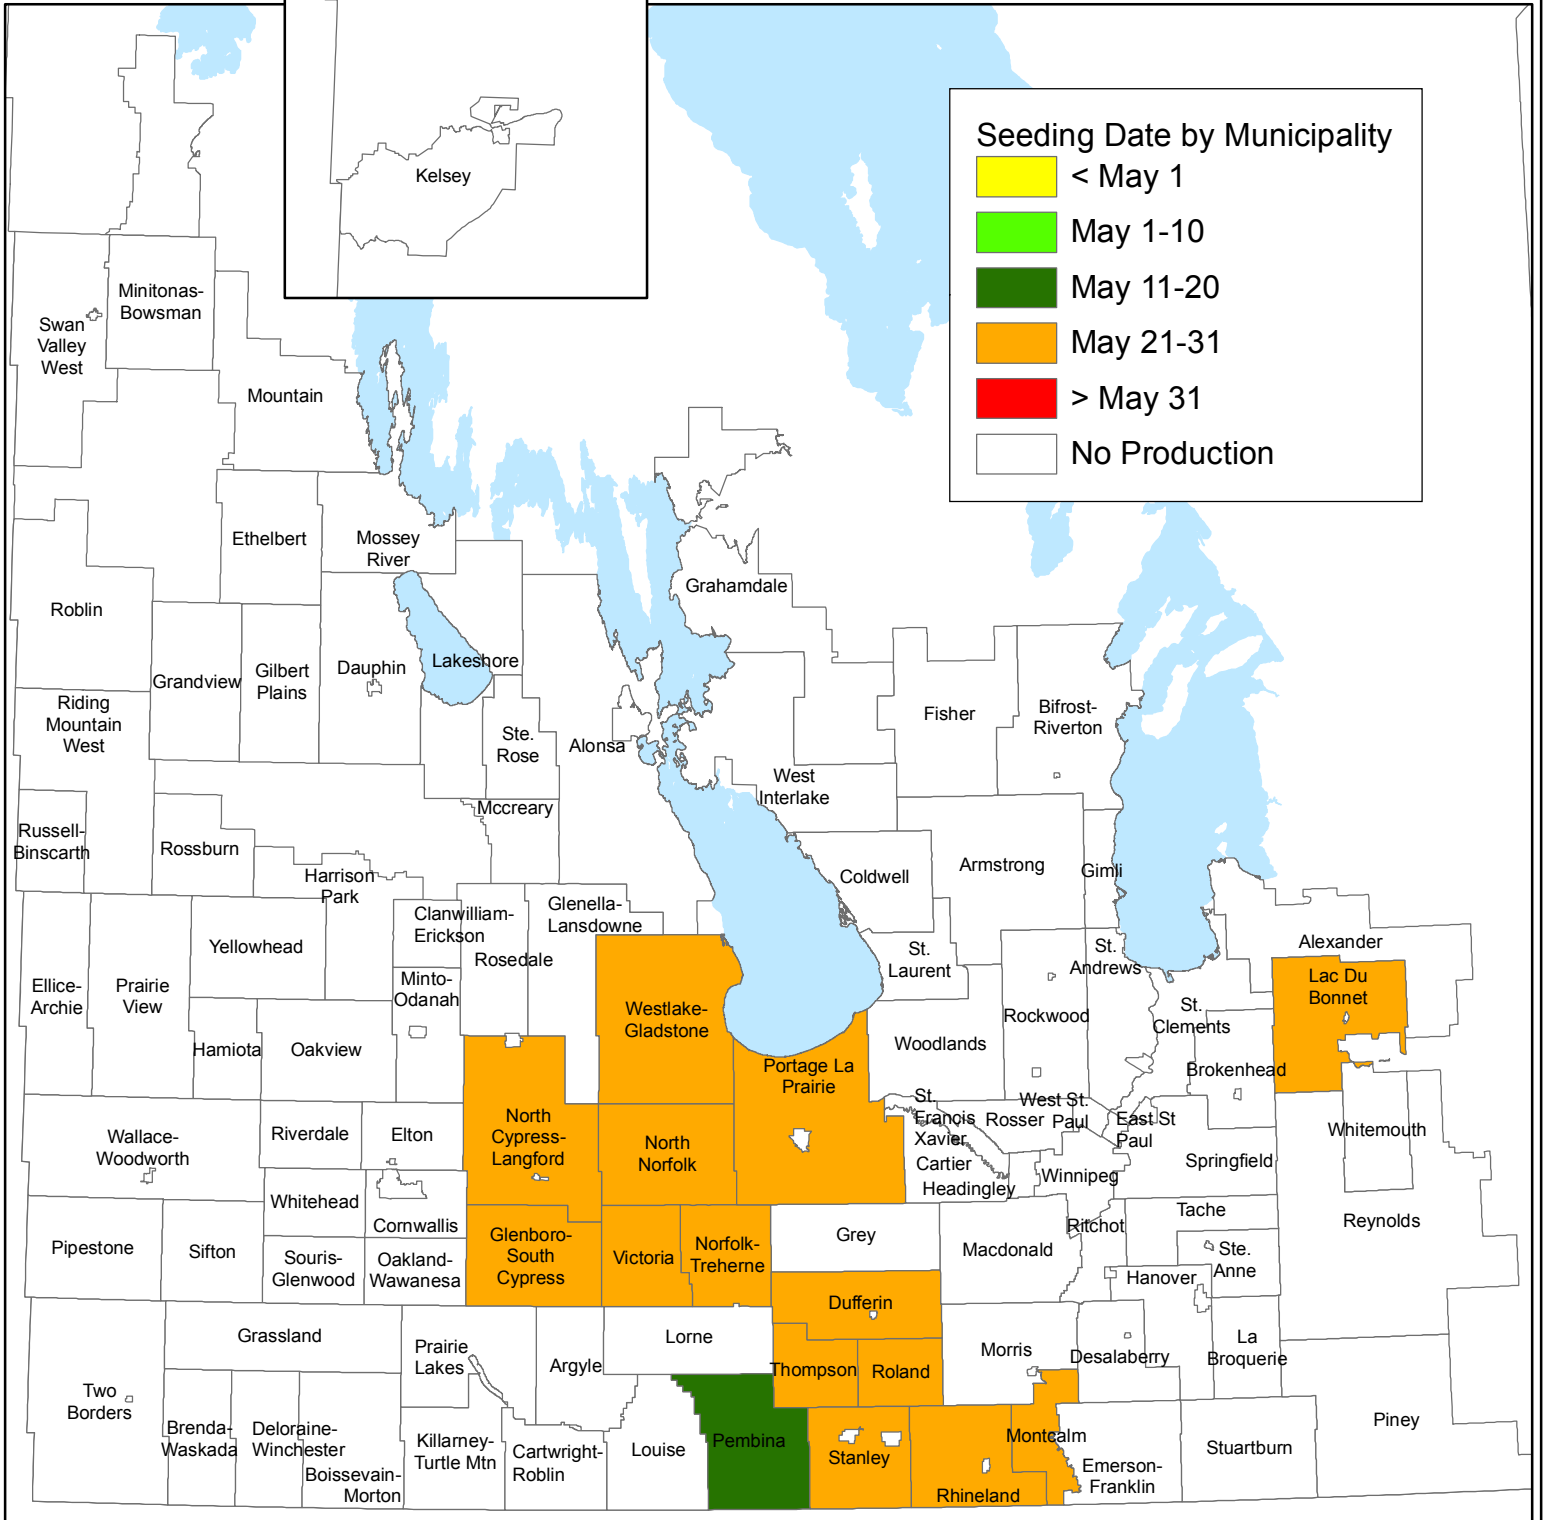 Kelsey
Seeding Date by Municipality
< May 1
May 1-10
May 11-20
May 21-31
> May 31
No Production
Minitonas-
Bowsman
Swan
Valley
West
Mountain
Ethelbert
Mossey
River
Grahamdale
Roblin
Grandview
Gilbert
Plains
Dauphin
Lakeshore
Riding
Mountain
West
Ste.
Rose
Alonsa
Fisher
Bifrost-
Riverton
West
Interlake
Mccreary
Russell-
Binscarth
Rossburn
Harrison
Park
Coldwell
Armstrong
Gimli
Clanwilliam-
Erickson
Glenella-
Lansdowne
Rosedale
Yellowhead
St.
Laurent
St.
Andrews
Alexander
Lac Du
Bonnet
Ellice-
Archie
Prairie
View
Minto-
Odanah
Westlake-
Gladstone
Rockwood
St.
Clements
Hamiota
Oakview
Woodlands
Portage La
Prairie
Brokenhead
St.
Francis
Xavier
Rosser
West St.
Paul
East St
Paul
Whitemouth
Wallace-
Woodworth
Riverdale
Elton
North
Cypress-
Langford
North
Norfolk
Cartier
Headingley
Winnipeg
Springfield
Whitehead
Cornwallis
Tache
Reynolds
Pipestone
Sifton
Souris-
Glenwood
Oakland-
Wawanesa
Glenboro-
South
Cypress
Victoria
Norfolk-
Treherne
Grey
Macdonald
Ritchot
Ste.
Anne
Hanover
Dufferin
Grassland
Prairie
Lakes
Argyle
Lorne
Thompson
Roland
Morris
Desalaberry
La
Broquerie
Two
Borders
Brenda-
Waskada
Deloraine-
Winchester
Boissevain-
Morton
Killarney-
Turtle Mtn
Cartwright-
Roblin
Louise
Pembina
Stanley
Rhineland
Montcalm
Emerson-
Franklin
Stuartburn
Piney